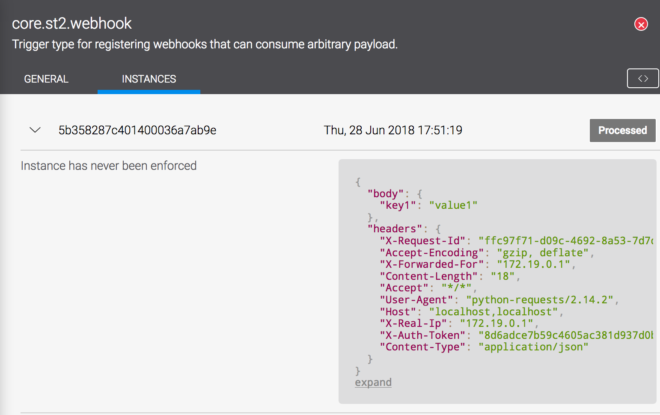 core.st2.webhook
Trigger type for registering webhooks that can consume arbitrary payload.
GENERAL INSTANCES <>
5b358287c401400036a7ab9e Thu, 28 Jun 2018 17:51:19 Processed
Instance has never been enforced
{
"body": {
"key1": "value1"
},
"headers": {
"X-Request-Id": "ffc97f71-d09c-4692-8a53-7d7c
"Accept-Encoding": "gzip, deflate",
"X-Forwarded-For": "172.19.0.1",
"Content-Length": "18",
"Accept": "*/*",
"User-Agent": "python-requests/2.14.2",
"Host": "localhost,localhost",
"X-Real-Ip": "172.19.0.1",
"X-Auth-Token": "8d6adce7b59c4605ac381d937d0b
"Content-Type": "application/json"
}
}
expand